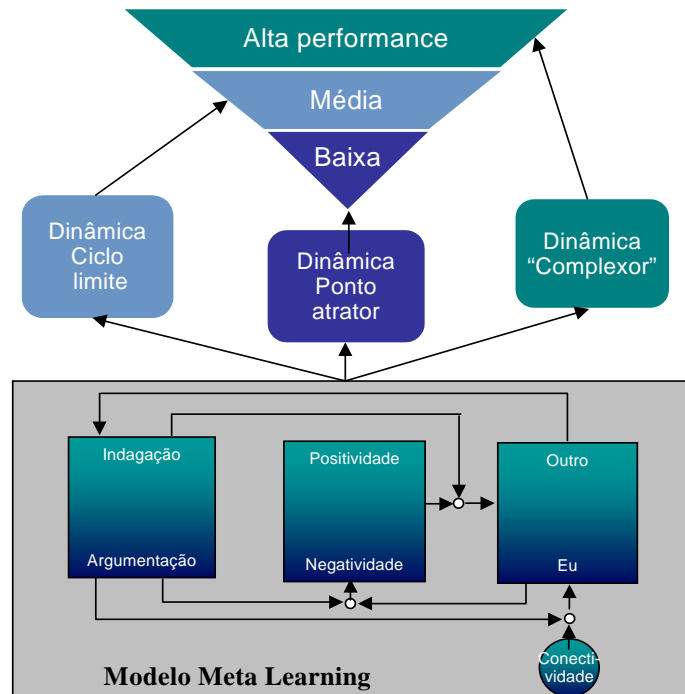 Alta performance
Média
Baixa
Dinâmica
Ciclo
limite
Dinâmica
Ponto
atrator
Dinâmica
“Complexor”
Indagação
Positividade
Outro
Argumentação
Negatividade
Eu
Conecti-
vidade
Modelo Meta Learning